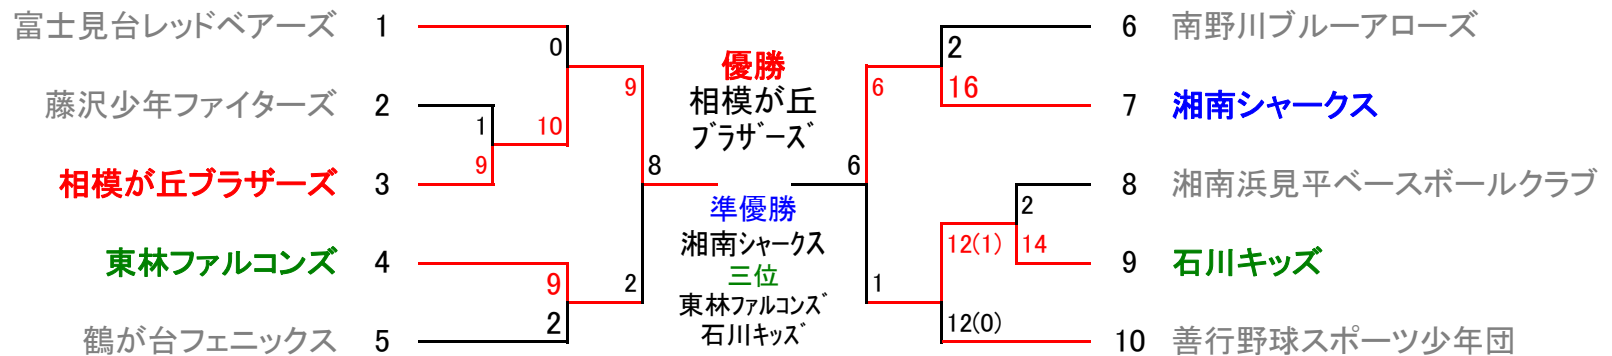 富士見台レッドベアーズ 1
0
藤沢少年ファイターズ 2
1
10
9
相模が丘ブラザーズ 3
9
8
東林ファルコンズ 4
9
2
2
鶴が台フェニックス 5
優勝
相模が丘
ブラザーズ
準優勝
湘南シャークス
三位
東林ファルコンズ
石川キッズ
6 南野川ブルーアローズ
2
6
16
7 湘南シャークス
6
8 湘南浜見平ベースボールクラブ
2
12(1) 14
9 石川キッズ
1
12(0)
10 善行野球スポーツ少年団